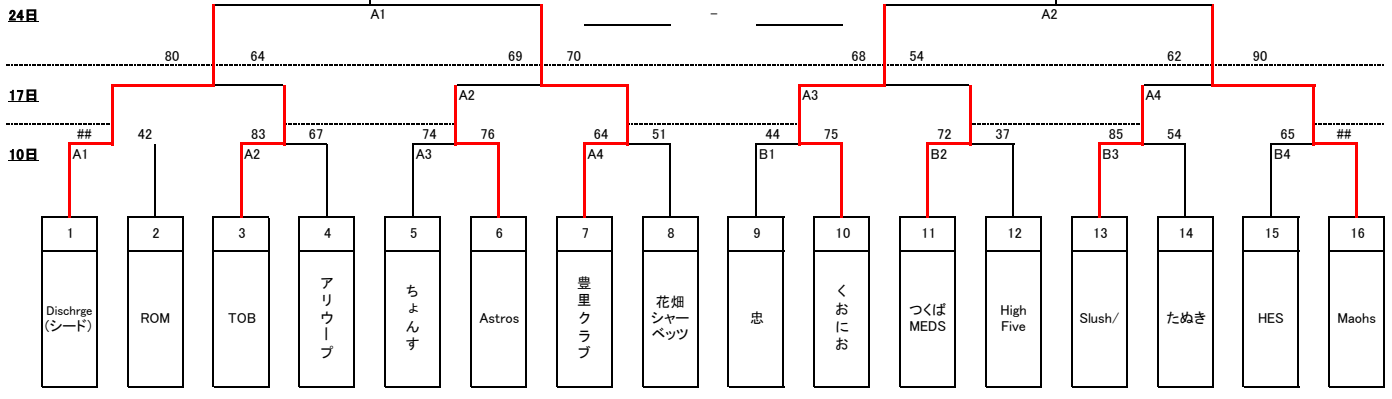 24日
A1
-
A2
80 64 69 70 68 54 62 90
17日
A2
A3
A4
## 42 83 67 74 76 64 51 44 75 72 37 85 54 65 ##
10日
A1
A2
A3
A4
B1
B2
B3
B4
1 2 3 4 5 6 7 8 9 10 11 12 13 14 15 16
Dischrge
(シード)
ROM
TOB
アリウープ
ちょんす
Astros
豊里クラブ
花畑
シャー
ベッツ
忠
くおにお
つくば
MEDS
High
Five
Slush/
たぬき
HES
Maohs